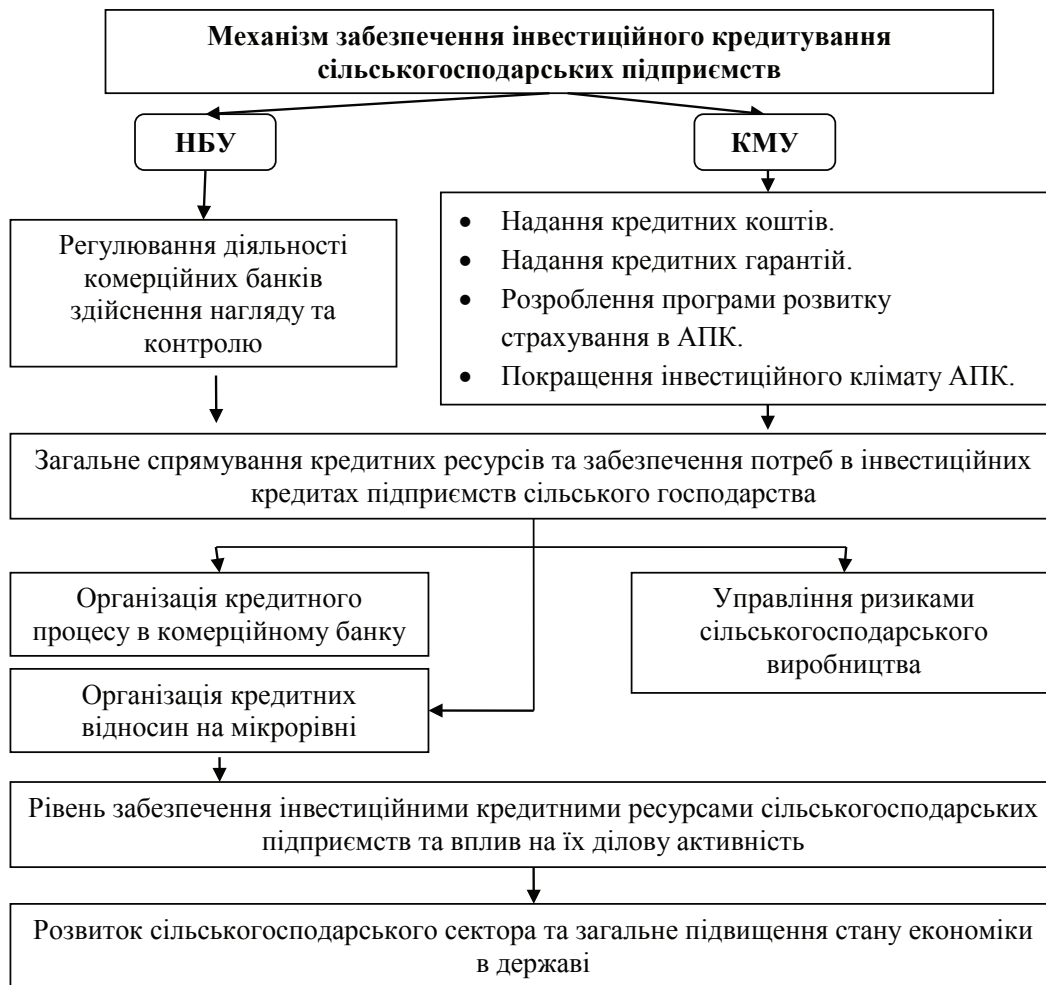 Механізм забезпечення інвестиційного кредитування
сільськогосподарських підприємств
НБУ
КМУ
Регулювання діяльності
комерційних банків
здійснення нагляду та
контролю
• Надання кредитних коштів.
• Надання кредитних гарантій.
• Розроблення програми розвитку
страхування в АПК.
• Покращення інвестиційного клімату АПК.
Загальне спрямування кредитних ресурсів та забезпечення потреб в інвестиційних
кредитах підприємств сільського господарства
Організація кредитного
процесу в комерційному банку
Управління ризиками
сільськогосподарського
виробництва
Організація кредитних
відносин на мікрорівні
Рівень забезпечення інвестиційними кредитними ресурсами сільськогосподарських
підприємств та вплив на їх ділову активність
Розвиток сільськогосподарського сектора та загальне підвищення стану економіки
в державі